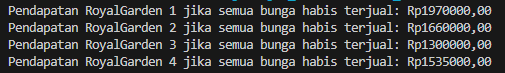 Pendapatan RoyalGarden 1 jika semua bunga habis terjual: Rp1970000,00
Pendapatan RoyalGarden 2 jika semua bunga habis terjual: Rp1660000,00
Pendapatan RoyalGarden 3 jika semua bunga habis terjual: Rp1300000,00
Pendapatan RoyalGarden 4 jika semua bunga habis terjual: Rp1535000,00